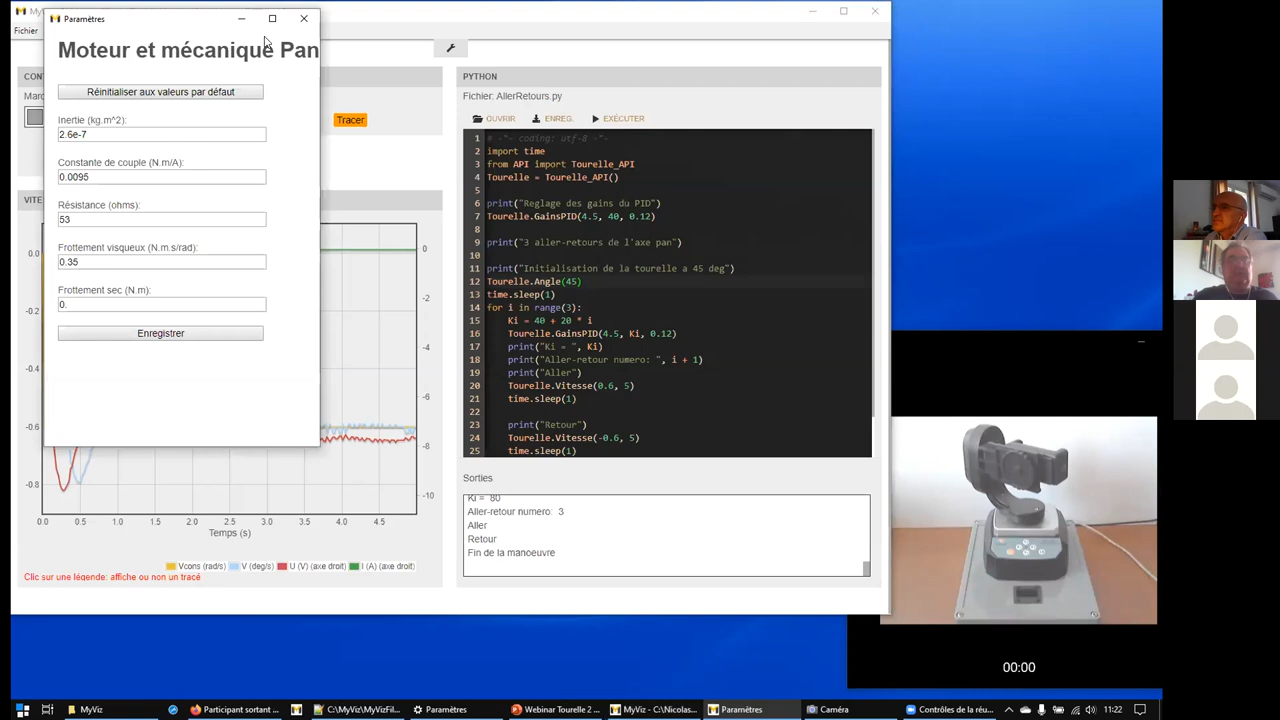 Paramètres
MyViz
Fichier
Moteur et mécanique Pan
Réinitialiser aux valeurs par défaut
Inertie (kg.m^2):
2.6e-7
Constante de couple (N.m/A):
0.0095
Résistance (ohms):
53
Frottement visqueux (N.m.s/rad):
0.35
Frottement sec (N.m):
0.
Enregistrer
Tracer
PYTHON
Fichier: AllerRetours.py
OUVRIR ENREG. EXÉCUTER
1 # -*- coding: utf-8 -*-
2 import time
3 from API import Tourelle_API
4 Tourelle = Tourelle_API()
5
6 print("Reglage des gains du PID")
7 Tourelle.GainsPID(4.5, 40, 0.12)
8
9 print("3 aller-retours de l'axe pan")
10
11 print("Initialisation de la tourelle a 45 deg")
12 Tourelle.Angle(45)
13 time.sleep(1)
14 for i in range(3):
15 Ki = 40 + 20 * i
16 Tourelle.GainsPID(4.5, Ki, 0.12)
17 print("Ki = ", Ki)
18 print("Aller-retour numero: ", i + 1)
19 print("Aller")
20 Tourelle.Vitesse(0.6, 5)
21 time.sleep(1)
22
23 print("Retour")
24 Tourelle.Vitesse(-0.6, 5)
25 time.sleep(1)
Sorties
Ki = 80
Aller-retour numero: 3
Aller
Retour
Fin de la manoeuvre
CONT
VITE
0.0
-0.2
-0.4
-0.6
-0.8
0
-2
-4
-6
-8
-10
0.0 0.5 1.0 1.5 2.0 2.5 3.0 3.5 4.0 4.5
Temps (s)
Vcons (rad/s) V (deg/s) U (V) (axe droit) I (A) (axe droit)
Clic sur une légende: affiche ou non un tracé
00:00
MyViz
Participant sortant ...
C:\MyViz\MyVizFil...
Paramètres
Webinar Tourelle 2 ...
MyViz - C:\Nicolas...
Paramètres
Caméra
Contrôles de la réu...
11:22